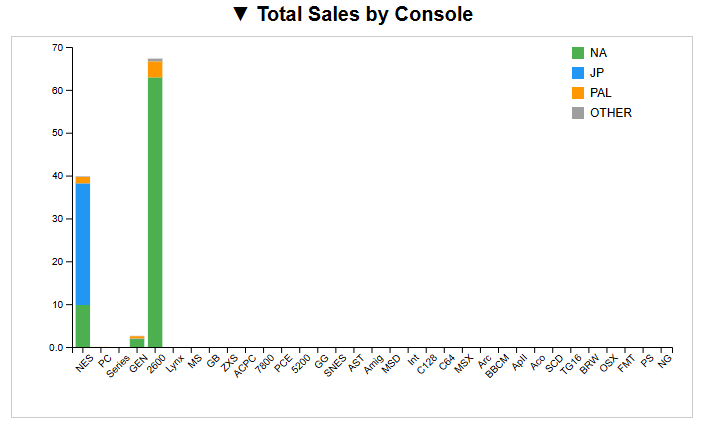 ▼ Total Sales by Console
NA
JP
PAL
OTHER
70
60
50
40
30
20
10
0.0
NES
PC
Series
GEN
2600
Lynx
MS
GB
ZXS
ACPC
7800
PCE
5200
GG
SNES
AST
Amig
MSD
Int
C128
C64
MSX
Arc
BBCM
ApII
Aco
SCD
TG16
BRW
OSX
FMT
PS
NG